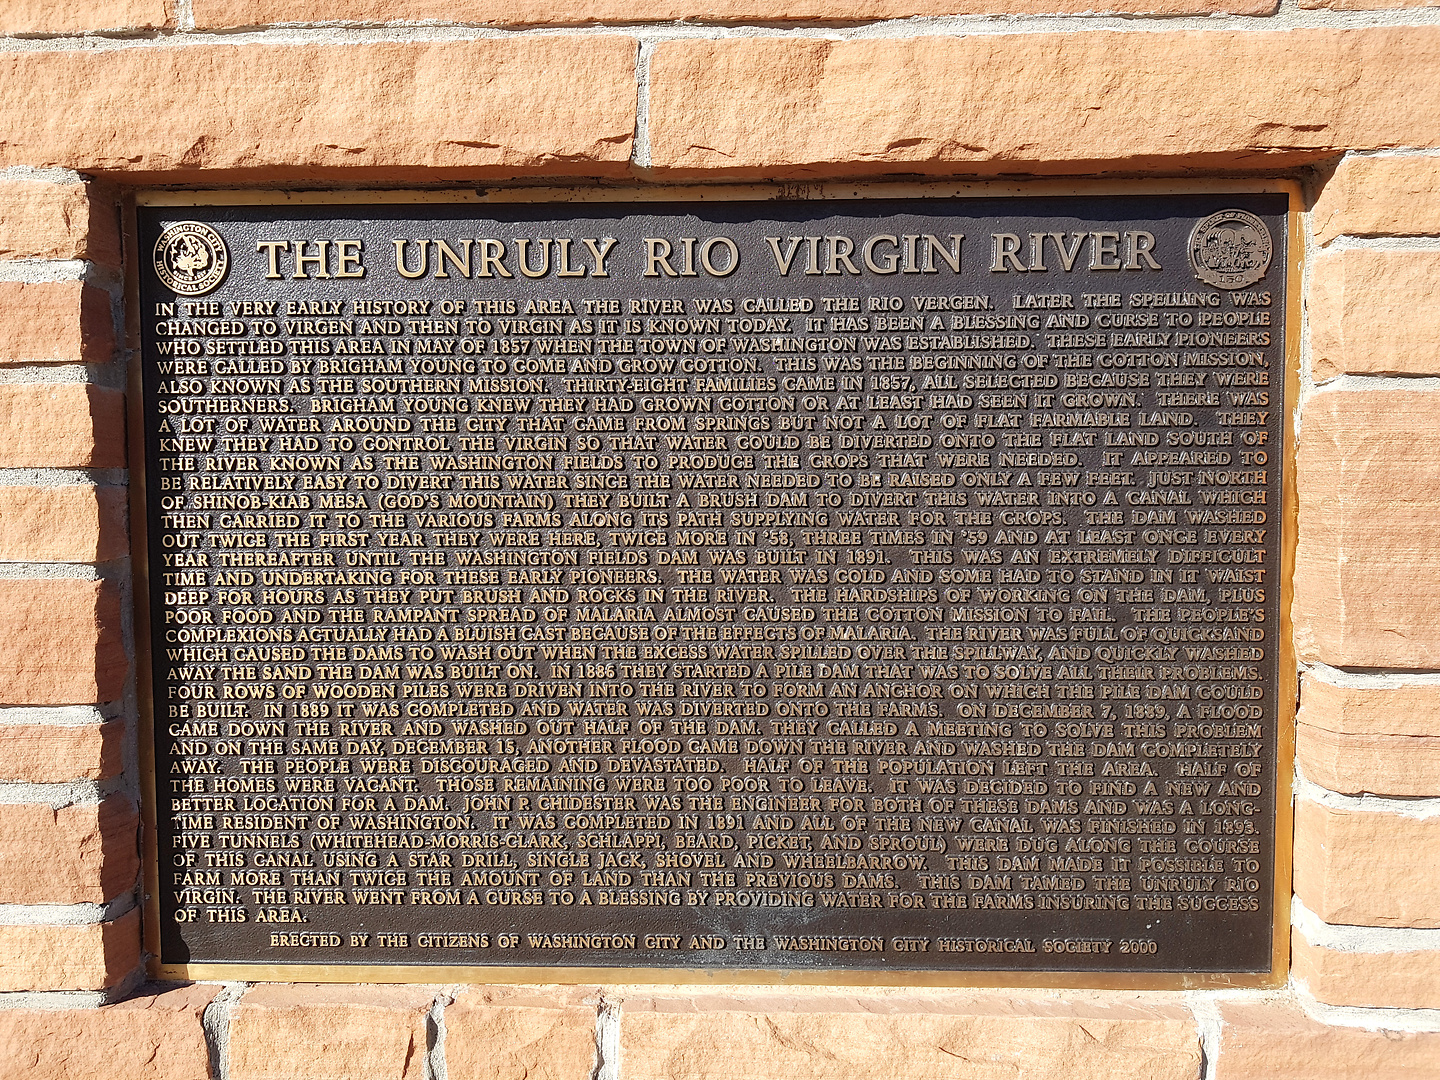 WASHINGTON CITY
HISTORICAL SOCIETY
THE UNRULY RIO VIRGIN RIVER
150
IN THE VERY EARLY HISTORY OF THIS AREA THE RIVER WAS CALLED THE RIO VERGEN. LATER THE SPELLING WAS
CHANGED TO VIRGEN AND THEN TO VIRGIN AS IT IS KNOWN TODAY. IT HAS BEEN A BLESSING AND CURSE TO PEOPLE
WHO SETTLED THIS AREA IN MAY OF 1857 WHEN THE TOWN OF WASHINGTON WAS ESTABLISHED. THESE EARLY PIONEERS
WERE CALLED BY BRIGHAM YOUNG TO COME AND GROW COTTON. THIS WAS THE BEGINNING OF THE COTTON MISSION,
ALSO KNOWN AS THE SOUTHERN MISSION. THIRTY-EIGHT FAMILIES CAME IN 1857, ALL SELECTED BECAUSE THEY WERE
SOUTHERNERS. BRIGHAM YOUNG KNEW THEY HAD GROWN COTTON OR AT LEAST HAD SEEN IT GROWN. THERE WAS
A LOT OF WATER AROUND THE CITY THAT CAME FROM SPRINGS BUT NOT A LOT OF FLAT FARMABLE LAND. THEY
KNEW THEY HAD TO CONTROL THE VIRGIN SO THAT WATER COULD BE DIVERTED ONTO THE FLAT LAND SOUTH OF
THE RIVER KNOWN AS THE WASHINGTON FIELDS TO PRODUCE THE CROPS THAT WERE NEEDED. IT APPEARED TO
BE RELATIVELY EASY TO DIVERT THIS WATER SINCE THE WATER NEEDED TO BE RAISED ONLY A FEW FEET. JUST NORTH
OF SHINOB-KIAB MESA (GOD'S MOUNTAIN) THEY BUILT A BRUSH DAM TO DIVERT THIS WATER INTO A CANAL WHICH
THEN CARRIED IT TO THE VARIOUS FARMS ALONG ITS PATH SUPPLYING WATER FOR THE CROPS. THE DAM WASHED
OUT TWICE THE FIRST YEAR THEY WERE HERE, TWICE MORE IN '58, THREE TIMES IN '59 AND AT LEAST ONCE EVERY
YEAR THEREAFTER UNTIL THE WASHINGTON FIELDS DAM WAS BUILT IN 1891. THIS WAS AN EXTREMELY DIFFICULT
TIME AND UNDERTAKING FOR THESE EARLY PIONEERS. THE WATER WAS COLD AND SOME HAD TO STAND IN IT WAIST
DEEP FOR HOURS AS THEY PUT BRUSH AND ROCKS IN THE RIVER. THE HARDSHIPS OF WORKING ON THE DAM, PLUS
POOR FOOD AND THE RAMPANT SPREAD OF MALARIA ALMOST CAUSED THE COTTON MISSION TO FAIL. THE PEOPLE'S
COMPLEXIONS ACTUALLY HAD A BLUISH CAST BECAUSE OF THE EFFECTS OF MALARIA. THE RIVER WAS FULL OF QUICKSAND
WHICH CAUSED THE DAMS TO WASH OUT WHEN THE EXCESS WATER SPILLED OVER THE SPILLWAY, AND QUICKLY WASHED
AWAY THE SAND THE DAM WAS BUILT ON. IN 1886 THEY STARTED A PILE DAM THAT WAS TO SOLVE ALL THEIR PROBLEMS.
FOUR ROWS OF WOODEN PILES WERE DRIVEN INTO THE RIVER TO FORM AN ANCHOR ON WHICH THE PILE DAM COULD
BE BUILT. IN 1889 IT WAS COMPLETED AND WATER WAS DIVERTED ONTO THE FARMS. ON DECEMBER 7, 1889, A FLOOD
CAME DOWN THE RIVER AND WASHED OUT HALF OF THE DAM. THEY CALLED A MEETING TO SOLVE THIS PROBLEM
AND ON THE SAME DAY, DECEMBER 15, ANOTHER FLOOD CAME DOWN THE RIVER AND WASHED THE DAM COMPLETELY
AWAY. THE PEOPLE WERE DISCOURAGED AND DEVASTATED. HALF OF THE POPULATION LEFT THE AREA. HALF OF
THE HOMES WERE VACANT. THOSE REMAINING WERE TOO POOR TO LEAVE. IT WAS DECIDED TO FIND A NEW AND
BETTER LOCATION FOR A DAM. JOHN P. CHIDESTER WAS THE ENGINEER FOR BOTH OF THESE DAMS AND WAS A LONG-
TIME RESIDENT OF WASHINGTON. IT WAS COMPLETED IN 1891 AND ALL OF THE NEW CANAL WAS FINISHED IN 1893.
FIVE TUNNELS (WHITEHEAD-MORRIS-CLARK, SCHLAPPI, BEARD, PICKET, AND SPROUL) WERE DUG ALONG THE COURSE
OF THIS CANAL USING A STAR DRILL, SINGLE JACK, SHOVEL AND WHEELBARROW. THIS DAM MADE IT POSSIBLE TO
FARM MORE THAN TWICE THE AMOUNT OF LAND THAN THE PREVIOUS DAMS. THIS DAM TAMED THE UNRULY RIO
VIRGIN. THE RIVER WENT FROM A CURSE TO A BLESSING BY PROVIDING WATER FOR THE FARMS INSURING THE SUCCESS
OF THIS AREA.
ERECTED BY THE CITIZENS OF WASHINGTON CITY AND THE WASHINGTON CITY HISTORICAL SOCIETY 2000